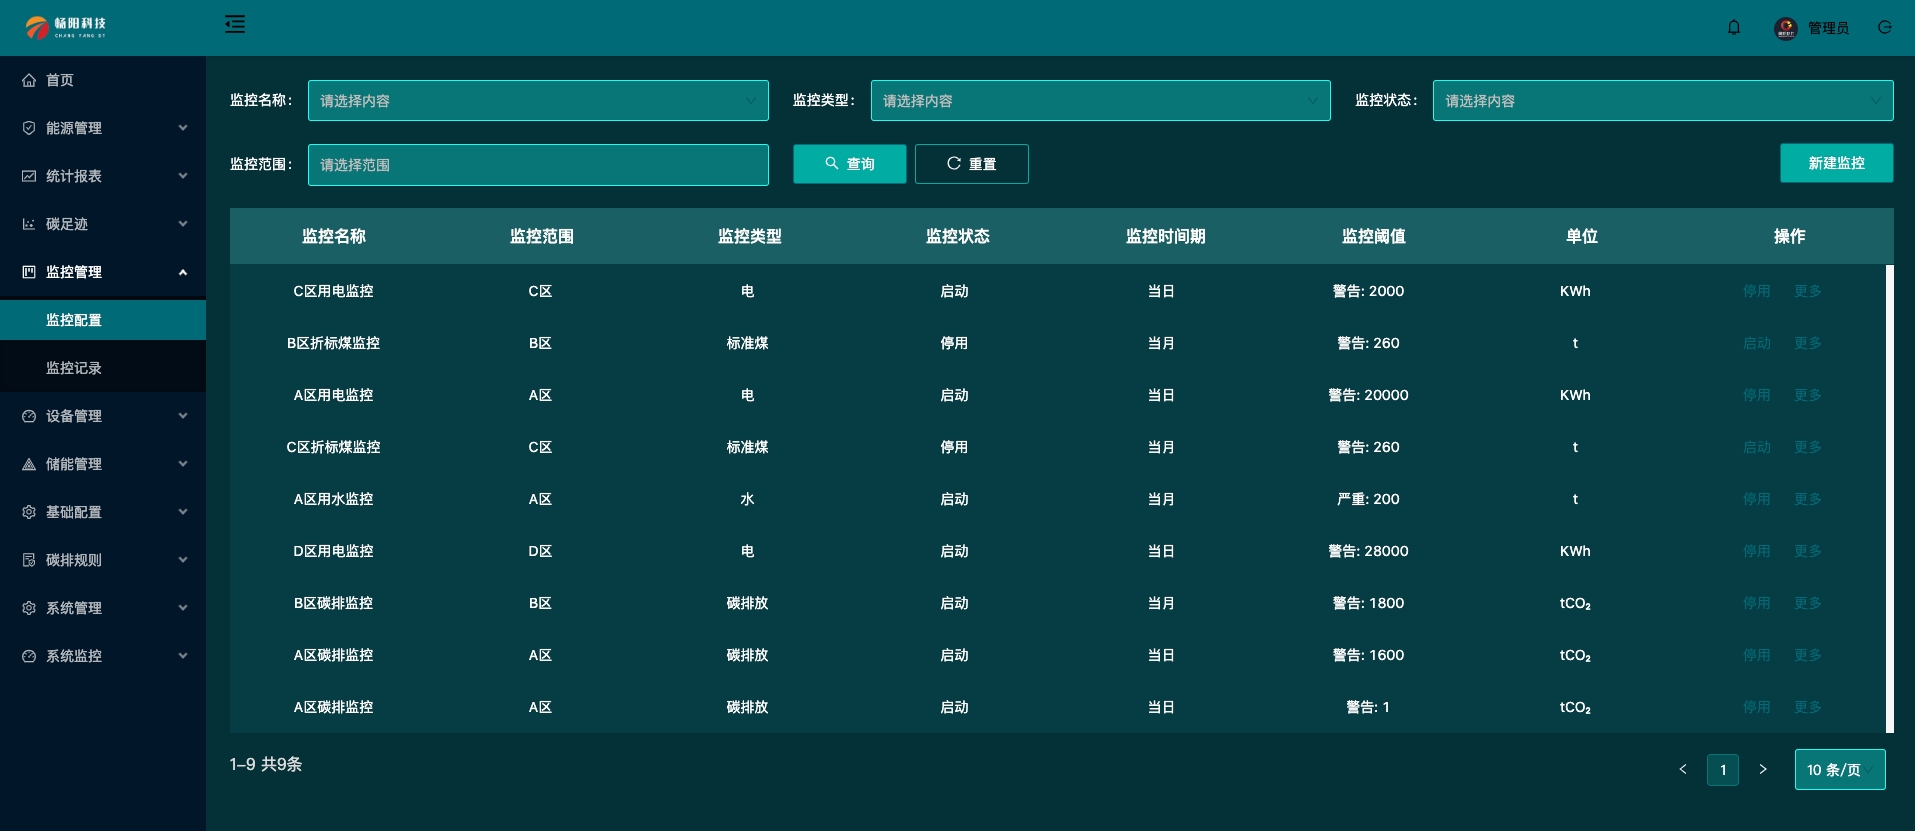 畅阳科技
CHANG YANG DT
管理员
首页
能源管理
统计报表
碳足迹
监控管理
监控配置
监控记录
设备管理
储能管理
基础配置
碳排规则
系统管理
系统监控
监控名称: 请选择内容 监控类型: 请选择内容 监控状态: 请选择内容
监控范围: 请选择范围 查询 重置 新建监控
监控名称 监控范围 监控类型 监控状态 监控时间期 监控阈值 单位 操作
C区用电监控 C区 电 启动 当日 警告: 2000 KWh 停用 更多
B区折标煤监控 B区 标准煤 停用 当月 警告: 260 t 启动 更多
A区用电监控 A区 电 启动 当日 警告: 20000 KWh 停用 更多
C区折标煤监控 C区 标准煤 停用 当月 警告: 260 t 启动 更多
A区用水监控 A区 水 启动 当月 严重: 200 t 停用 更多
D区用电监控 D区 电 启动 当日 警告: 28000 KWh 停用 更多
B区碳排监控 B区 碳排放 启动 当月 警告: 1800 tCO₂ 停用 更多
A区碳排监控 A区 碳排放 启动 当日 警告: 1600 tCO₂ 停用 更多
A区碳排监控 A区 碳排放 启动 当日 警告: 1 tCO₂ 停用 更多
1-9 共9条 < 1 > 10 条/页